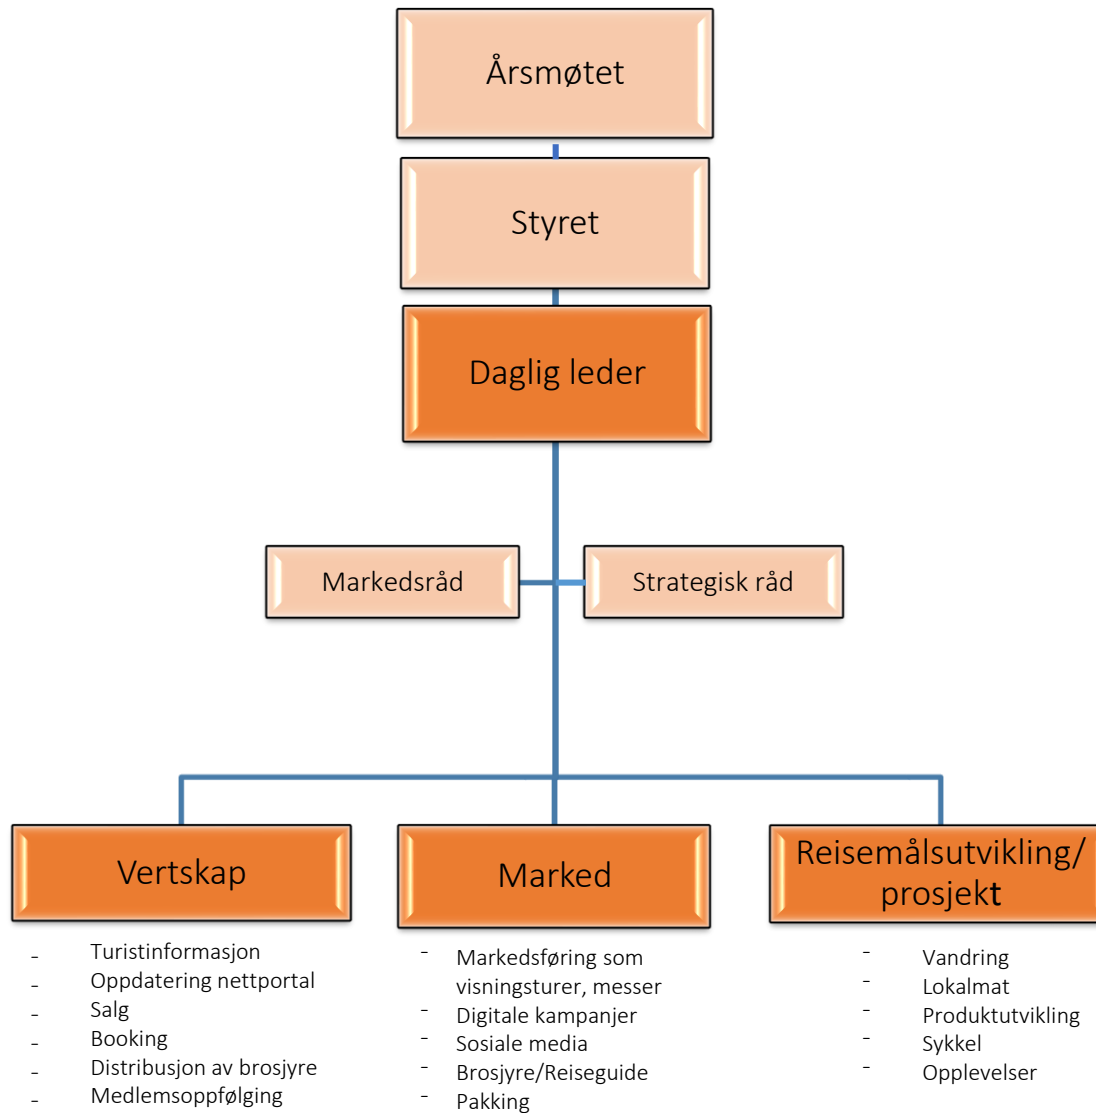 Årsmøtet
Styret
Daglig leder
Markedsråd
Strategisk råd
Vertskap
- Turistinformasjon
- Oppdatering nettportal
- Salg
- Booking
- Distribusjon av brosjyre
- Medlemsoppfølging
Marked
- Markedsføring som
visningsturer, messer
- Digitale kampanjer
- Sosiale media
- Brosjyre/Reiseguide
- Pakking
Reisemålsutvikling/
prosjekt
- Vandring
- Lokalmat
- Produktutvikling
- Sykkel
- Opplevelser